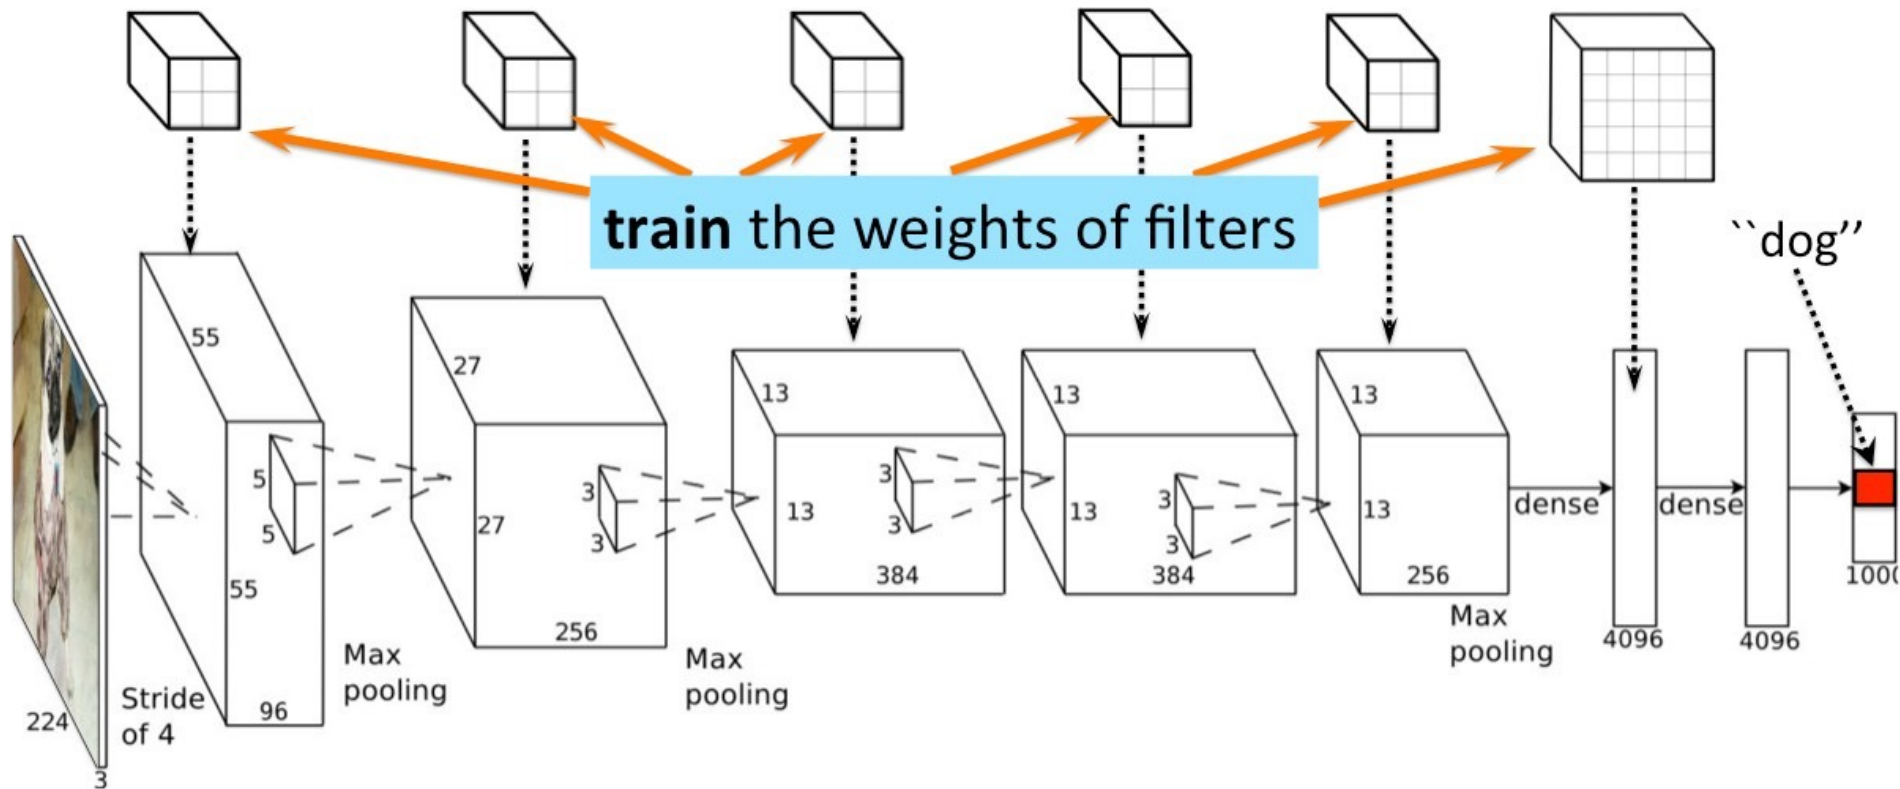 train the weights of filters
``dog''
55
27
13
13
13
5
5
3
3
3
3
3
3
55
27
13
13
13
dense
dense
96
256
384
384
256
1000
4096
4096
224
3
Stride
of 4
Max
pooling
Max
pooling
Max
pooling